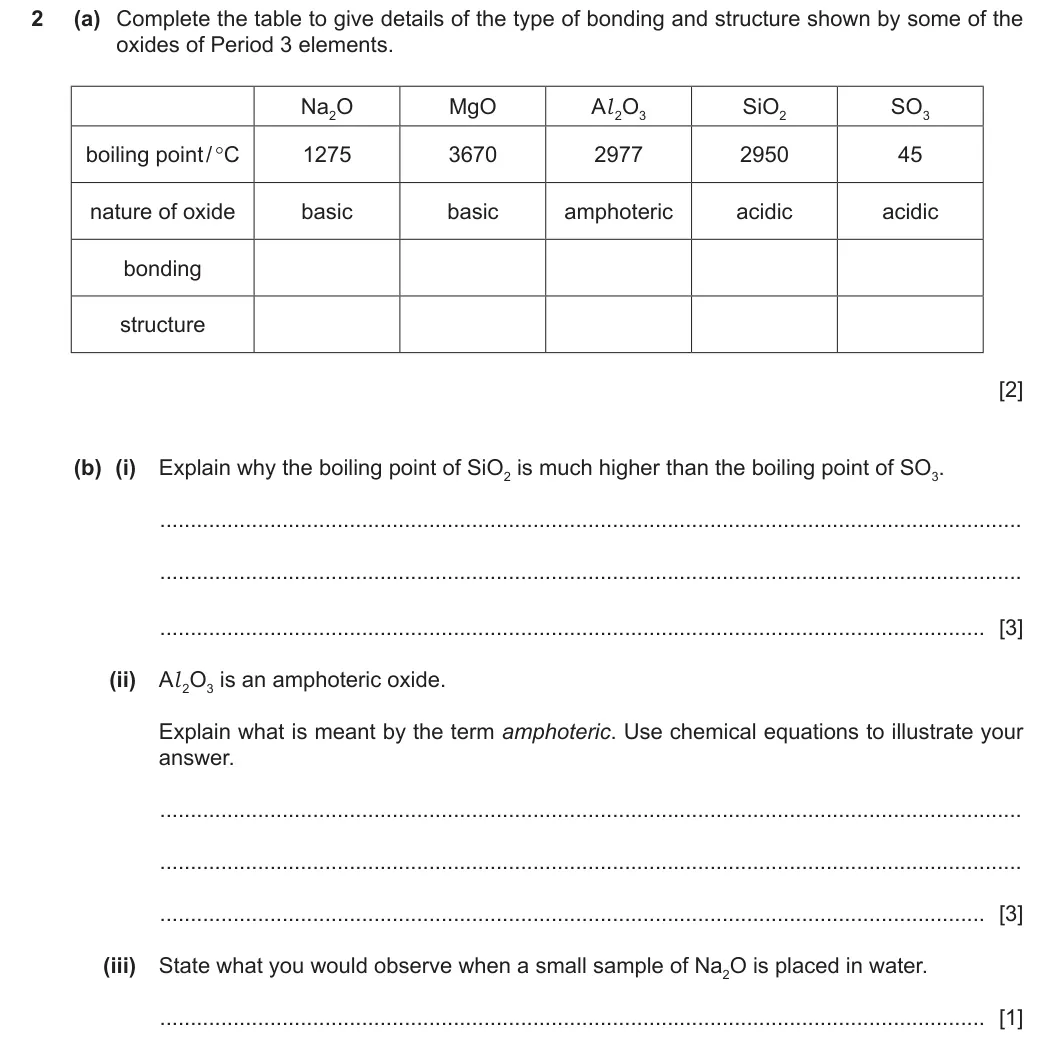 2 (a) Complete the table to give details of the type of bonding and structure shown by some of the
oxides of Period 3 elements.
Na₂O MgO Al₂O₃ SiO₂ SO₃
boiling point/°C 1275 3670 2977 2950 45
nature of oxide basic basic amphoteric acidic acidic
bonding
structure
[2]
(b) (i) Explain why the boiling point of SiO₂ is much higher than the boiling point of SO₃.
..............................................................................................................................................
..............................................................................................................................................
........................................................................................................................................ [3]
(ii) Al₂O₃ is an amphoteric oxide.
Explain what is meant by the term amphoteric. Use chemical equations to illustrate your
answer.
..............................................................................................................................................
..............................................................................................................................................
........................................................................................................................................ [3]
(iii) State what you would observe when a small sample of Na₂O is placed in water.
........................................................................................................................................ [1]